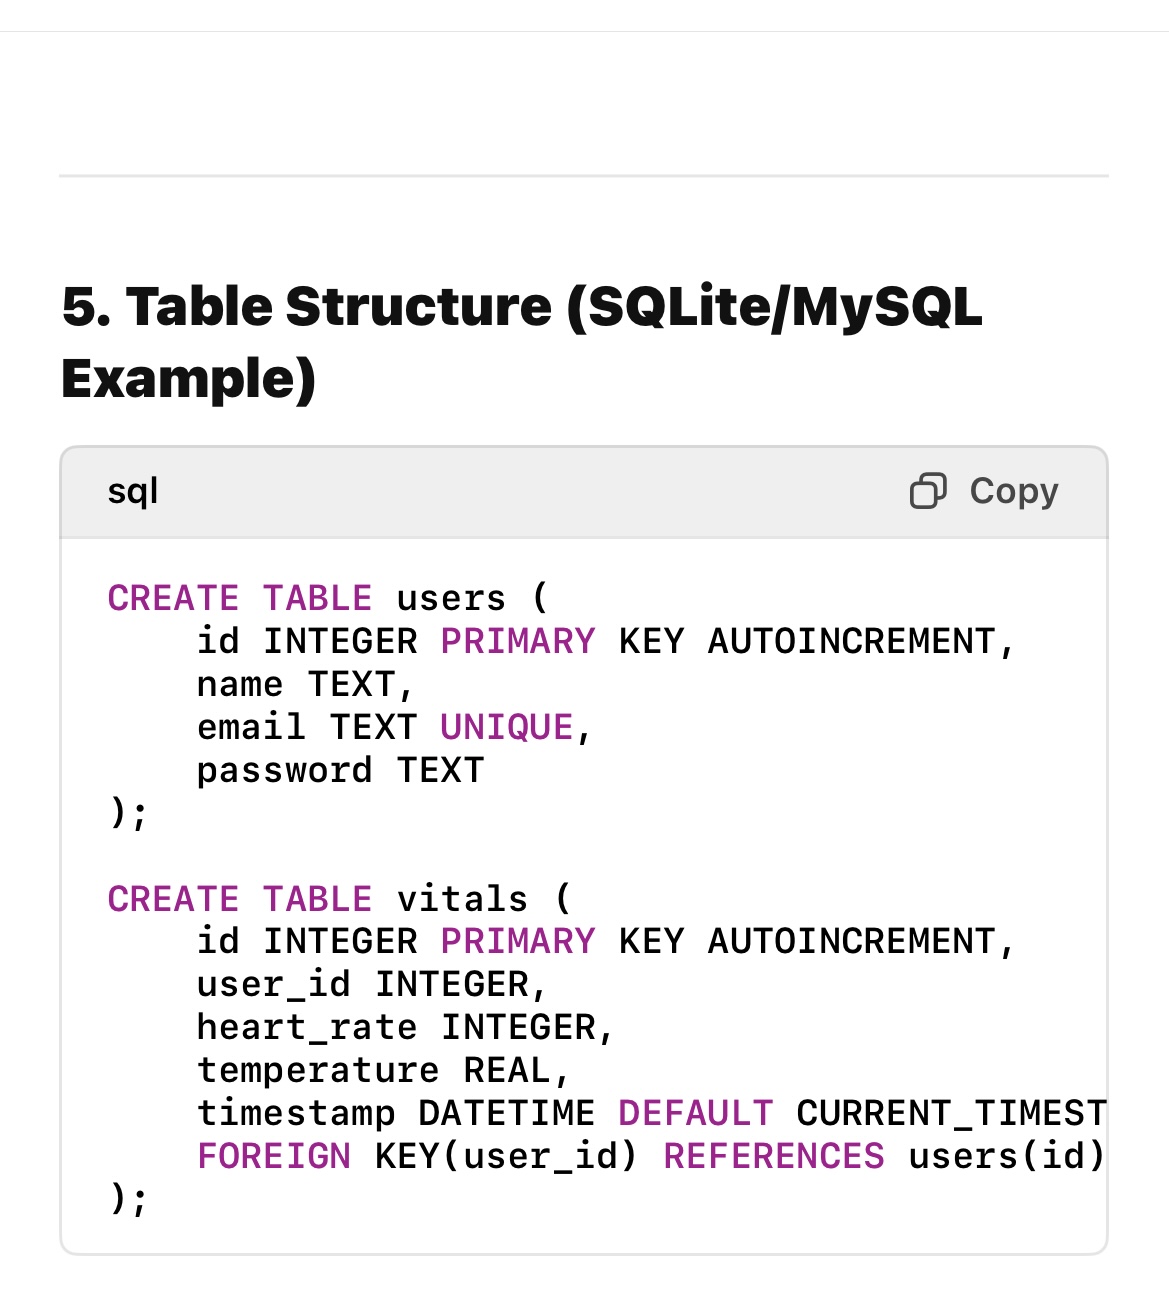 5. Table Structure (SQLite/MySQL
Example)
sql
Copy
CREATE TABLE users (
    id INTEGER PRIMARY KEY AUTOINCREMENT,
    name TEXT,
    email TEXT UNIQUE,
    password TEXT
);
CREATE TABLE vitals (
    id INTEGER PRIMARY KEY AUTOINCREMENT,
    user_id INTEGER,
    heart_rate INTEGER,
    temperature REAL,
    timestamp DATETIME DEFAULT CURRENT_TIMEST
    FOREIGN KEY(user_id) REFERENCES users(id)
);